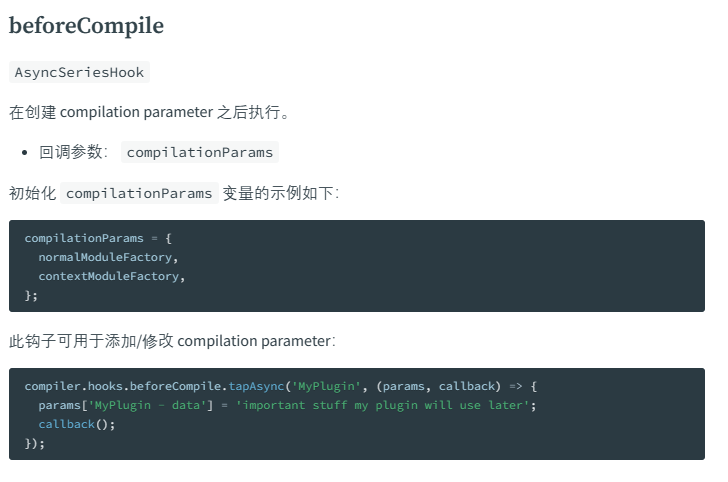 beforeCompile
AsyncSeriesHook
在创建 compilation parameter 之后执行。
• 回调参数： compilationParams
初始化 compilationParams 变量的示例如下：
compilationParams = {
  normalModuleFactory,
  contextModuleFactory,
};
此钩子可用于添加/修改 compilation parameter：
compiler.hooks.beforeCompile.tapAsync('MyPlugin', (params, callback) => {
  params['MyPlugin - data'] = 'important stuff my plugin will use later';
  callback();
});